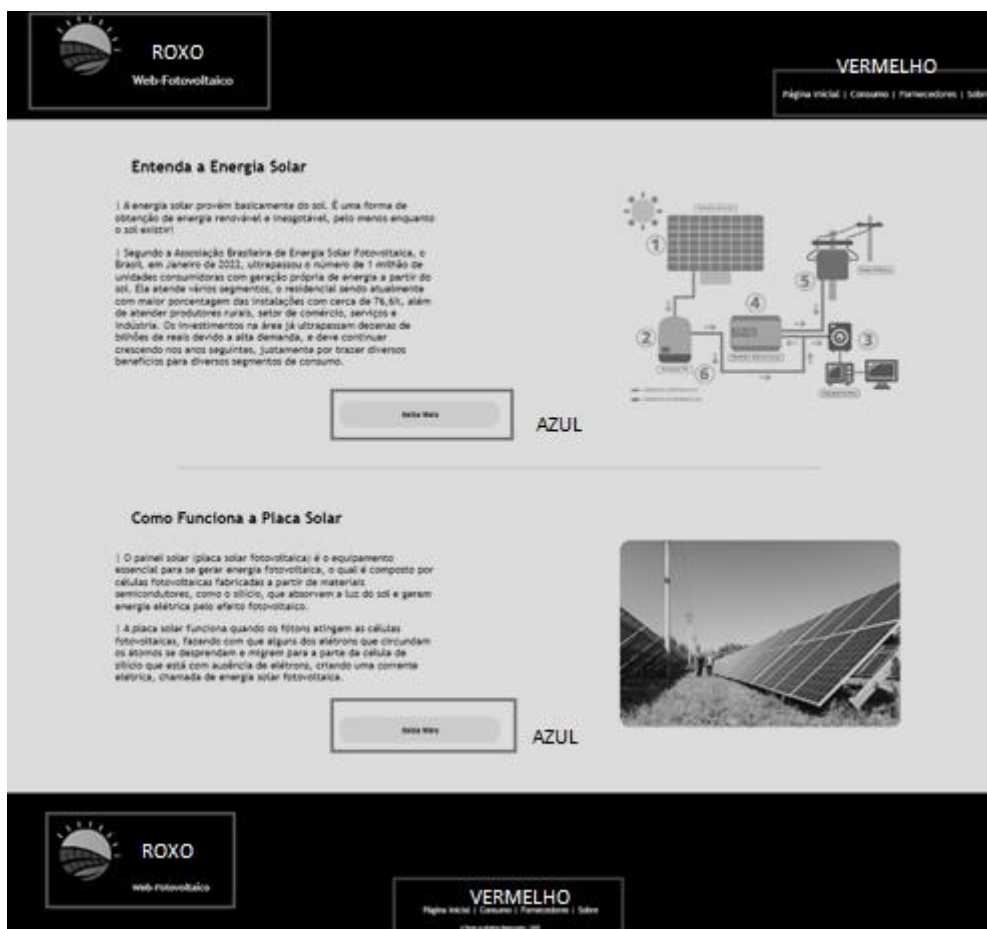 ROXO
Web-Fotovoltaico
VERMELHO
Página Inicial | Consumo | Fornecedores | Sobre
Entenda a Energia Solar
| A energia solar provém basicamente do sol. É uma forma de
obtenção de energia renovável e inesgotável, pelo menos enquanto
o sol existir!
| Segundo a Associação Brasileira de Energia Solar Fotovoltaica, o
Brasil, em Janeiro de 2022, ultrapassou o número de 1 milhão de
unidades consumidoras com geração própria de energia a partir do
sol. Ela atende vários segmentos, o residencial sendo atualmente
com maior porcentagem das instalações com cerca de 76,6%, além
de atender produtores rurais, setor de comércio, serviços e
indústria. Os investimentos na área já ultrapassam dezenas de
bilhões de reais devido a alta demanda, e deve continuar
crescendo nos anos seguintes, justamente por trazer diversos
benefícios para diversos segmentos de consumo.
Saiba Mais
AZUL
1
2
3
4
5
6
Como Funciona a Placa Solar
| O painel solar (placa solar fotovoltaica) é o equipamento
essencial para se gerar energia fotovoltaica, o qual é composto por
células fotovoltaicas fabricadas a partir de materiais
semicondutores, como o silício, que absorvem a luz do sol e geram
energia elétrica pelo efeito fotovoltaico.
| A placa solar funciona quando os fótons atingem as células
fotovoltaicas, fazendo com que alguns dos elétrons que circundam
os átomos se desprendam e migrem para a parte da célula de
silício que está com ausência de elétrons, criando uma corrente
elétrica, chamada de energia solar fotovoltaica.
Saiba Mais
AZUL
ROXO
Web-Fotovoltaico
VERMELHO
Página Inicial | Consumo | Fornecedores | Sobre